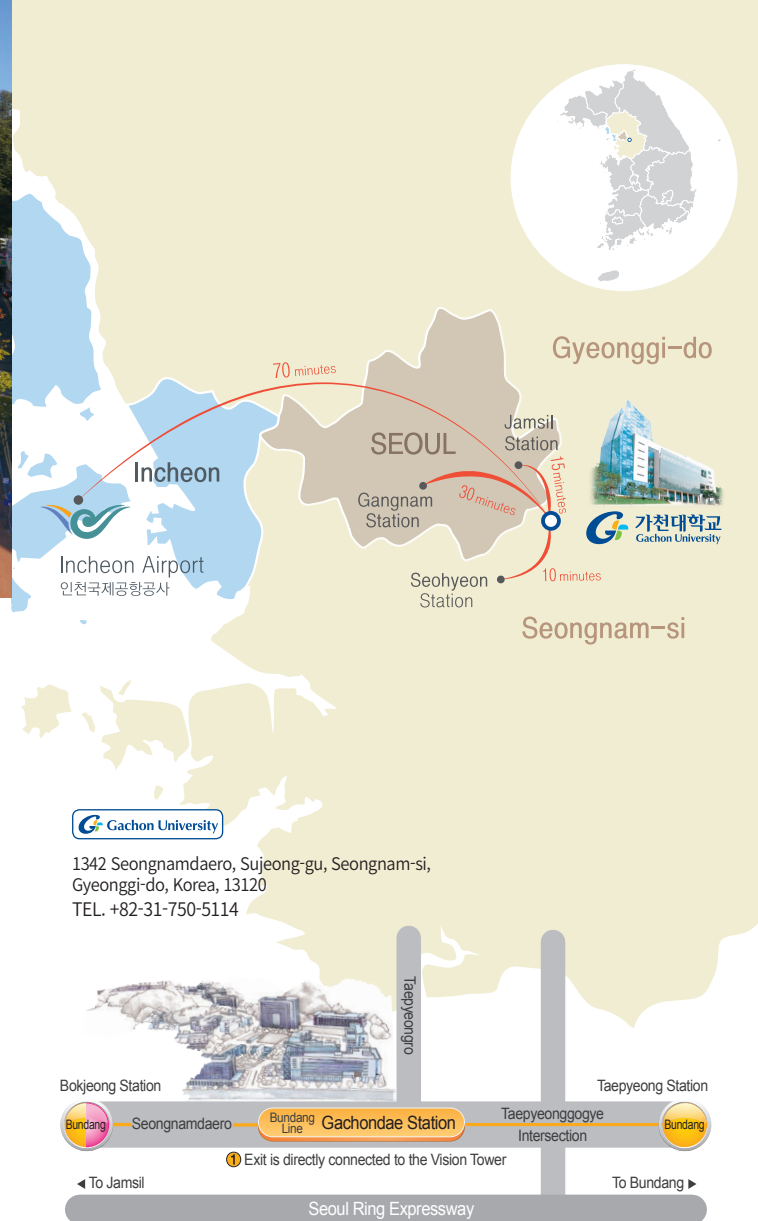 Gyeonggi-do
70 minutes
Jamsil
Station
SEOUL
15 minutes
Incheon
Gangnam
Station
30 minutes
가천대학교
Gachon University
Incheon Airport
인천국제공항공사
Seohyeon
Station
10 minutes
Seongnam-si
Gachon University
1342 Seongnamdaero, Sujeong-gu, Seongnam-si,
Gyeonggi-do, Korea, 13120
TEL. +82-31-750-5114
Taepyeongro
Bokjeong Station
Taepyeong Station
Bundang
Seongnamdaero
Bundang
Line
Gachondae Station
Taepyeonggogye
Intersection
Bundang
1 Exit is directly connected to the Vision Tower
◀ To Jamsil
To Bundang ▶
Seoul Ring Expressway